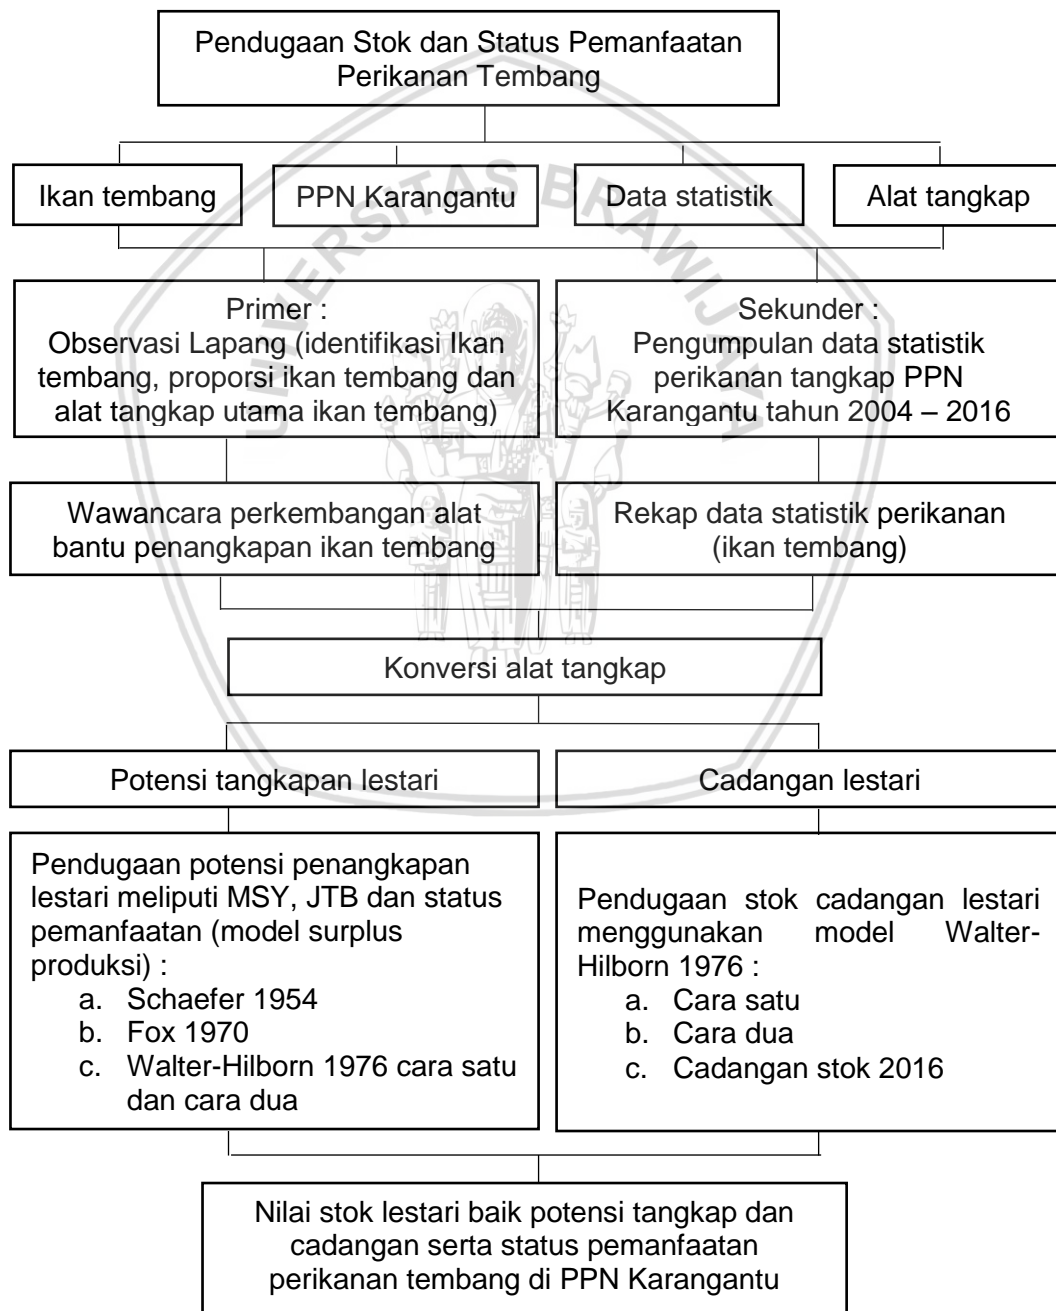 Pendugaan Stok dan Status Pemanfaatan
Perikanan Tembang
Ikan tembang
PPN Karangantu
Data statistik
Alat tangkap
UNIVERSITAS BRAWIJAYA
Primer :
Observasi Lapang (identifikasi Ikan
tembang, proporsi ikan tembang dan
alat tangkap utama ikan tembang)
Sekunder :
Pengumpulan data statistik
perikanan tangkap PPN
Karangantu tahun 2004 – 2016
Wawancara perkembangan alat
bantu penangkapan ikan tembang
Rekap data statistik perikanan
(ikan tembang)
Konversi alat tangkap
Potensi tangkapan lestari
Cadangan lestari
Pendugaan potensi penangkapan
lestari meliputi MSY, JTB dan status
pemanfaatan (model surplus
produksi) :
a. Schaefer 1954
b. Fox 1970
c. Walter-Hilborn 1976 cara satu
dan cara dua
Pendugaan stok cadangan lestari
menggunakan model Walter-
Hilborn 1976 :
a. Cara satu
b. Cara dua
c. Cadangan stok 2016
Nilai stok lestari baik potensi tangkap dan
cadangan serta status pemanfaatan
perikanan tembang di PPN Karangantu